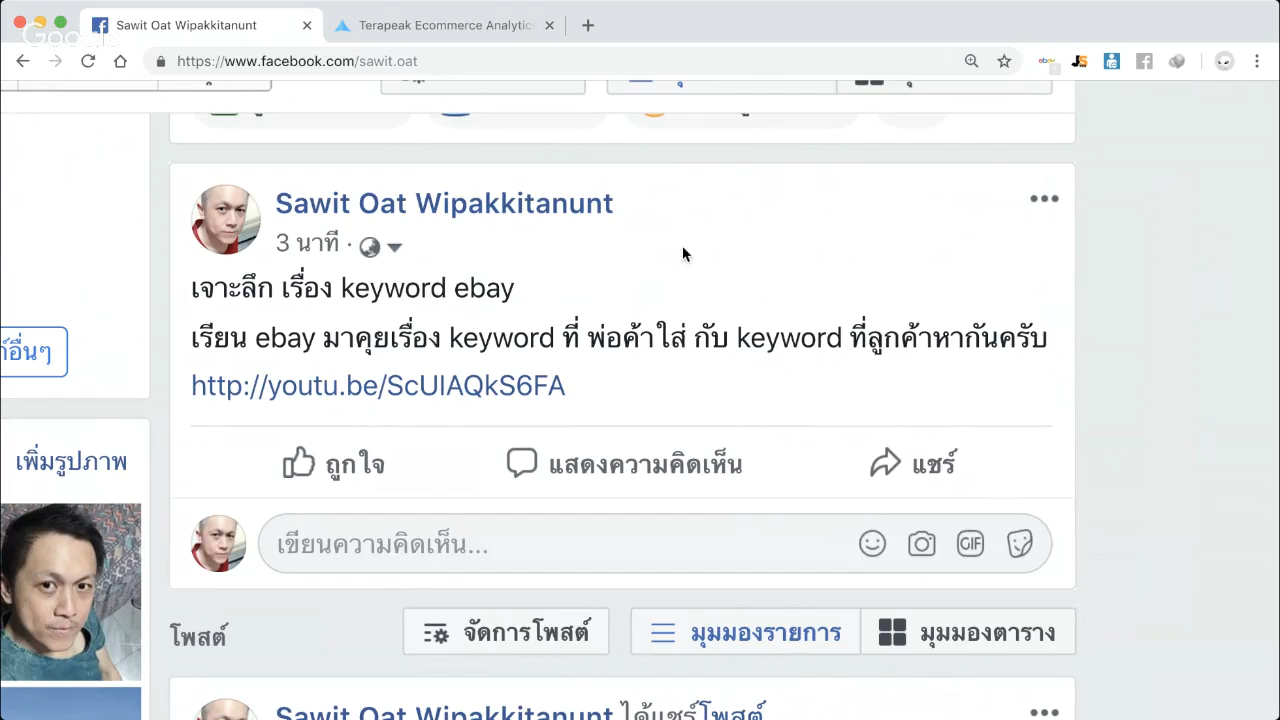 Sawit Oat Wipakkitanunt
Terapeak Ecommerce Analytics
https://www.facebook.com/sawit.oat
Sawit Oat Wipakkitanunt
3 นาที ·
เจาะลึก เรื่อง keyword ebay
เรียน ebay มาคุยเรื่อง keyword ที่ พ่อค้าใส่ กับ keyword ที่ลูกค้าหากันครับ
http://youtu.be/ScUIAQkS6FA
ถูกใจ
แสดงความคิดเห็น
แชร์
เขียนความคิดเห็น...
GIF
เพิ่มรูปภาพ
โพสต์
จัดการโพสต์
มุมมองรายการ
มุมมองตาราง
Sawit Oat Wipakkitanunt ได้แชร์โพสต์